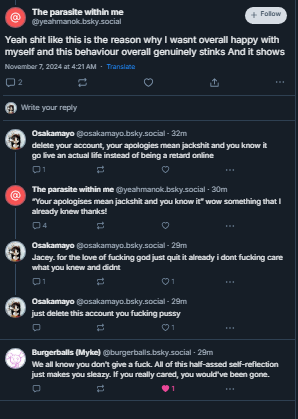 The parasite within me
@yeahmanok.bsky.social
+ Follow
Yeah shit like this is the reason why I wasnt overall happy with
myself and this behaviour overall genuinely stinks And it shows
November 7, 2024 at 4:21 AM · Translate
2
Write your reply
Osakamayo @osakamayo.bsky.social · 32m
delete your account, your apologies mean jackshit and you know it
go live an actual life instead of being a retard online
1
The parasite within me @yeahmanok.bsky.social · 30m
"Your apologises mean jackshit and you know it" wow something that I
already knew thanks!
4
Osakamayo @osakamayo.bsky.social · 29m
Jacey. for the love of fucking god just quit it already i dont fucking care
what you knew and didnt
1 1
Osakamayo @osakamayo.bsky.social · 29m
just delete this account you fucking pussy
1
Burgerballs (Myke) @burgerballs.bsky.social · 29m
We all know you don't give a fuck. All of this half-assed self-reflection
just makes you sleazy. If you really cared, you would've been gone.
1